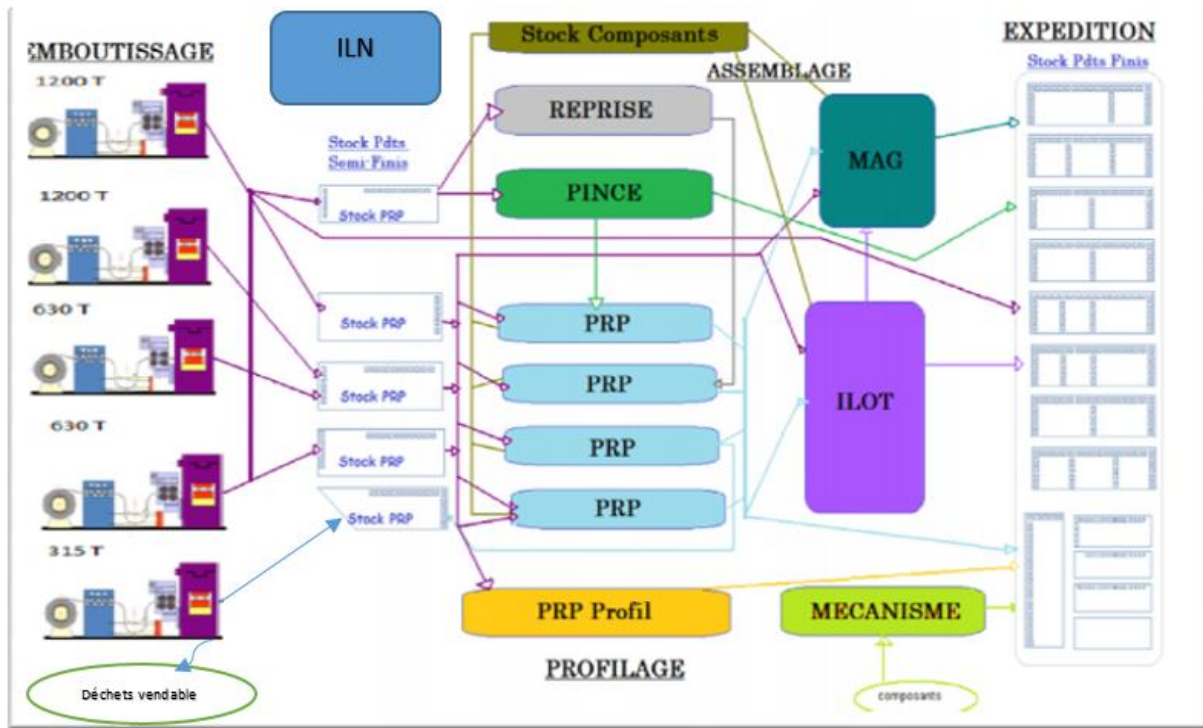 EMBOUTISSAGE
1200 T
1200 T
630 T
630 T
315 T
Déchets vendable
ILN
Stock Pdts
Semi-Finis
Stock PRP
Stock PRP
Stock PRP
Stock PRP
Stock PRP
Stock Composants
REPRISE
PINCE
PRP
PRP
PRP
PRP
PRP Profil
PROFILAGE
ASSEMBLAGE
MAG
ILOT
MECANISME
composants
EXPEDITION
Stock Pdts Finis